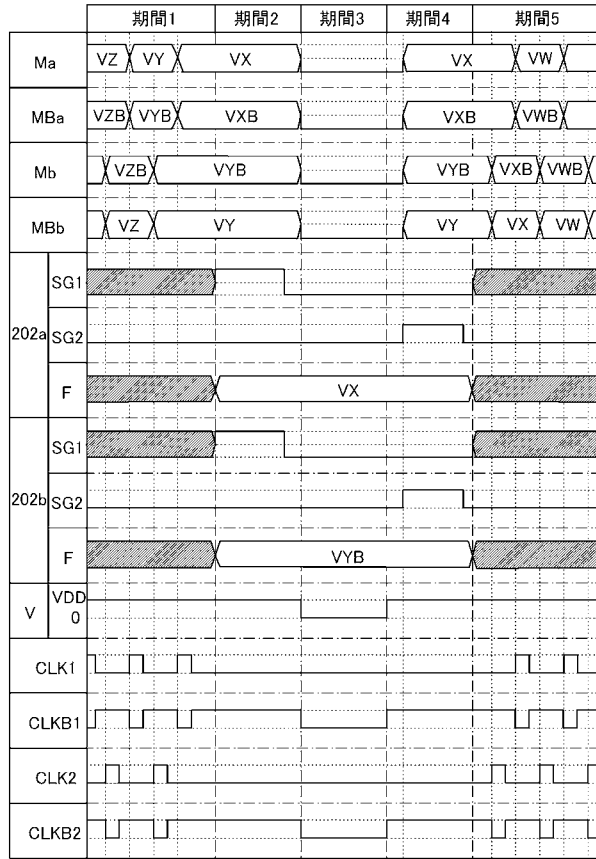 期間1 期間2 期間3 期間4 期間5
Ma VZ VY VX VX VW
MBa VZB VYB VXB VXB VWB
Mb VZB VYB VYB VXB VWB
MBb VZ VY VY VX VW
202a SG1
SG2
F VX
202b SG1
SG2
F VYB
V VDD
0
CLK1
CLKB1
CLK2
CLKB2